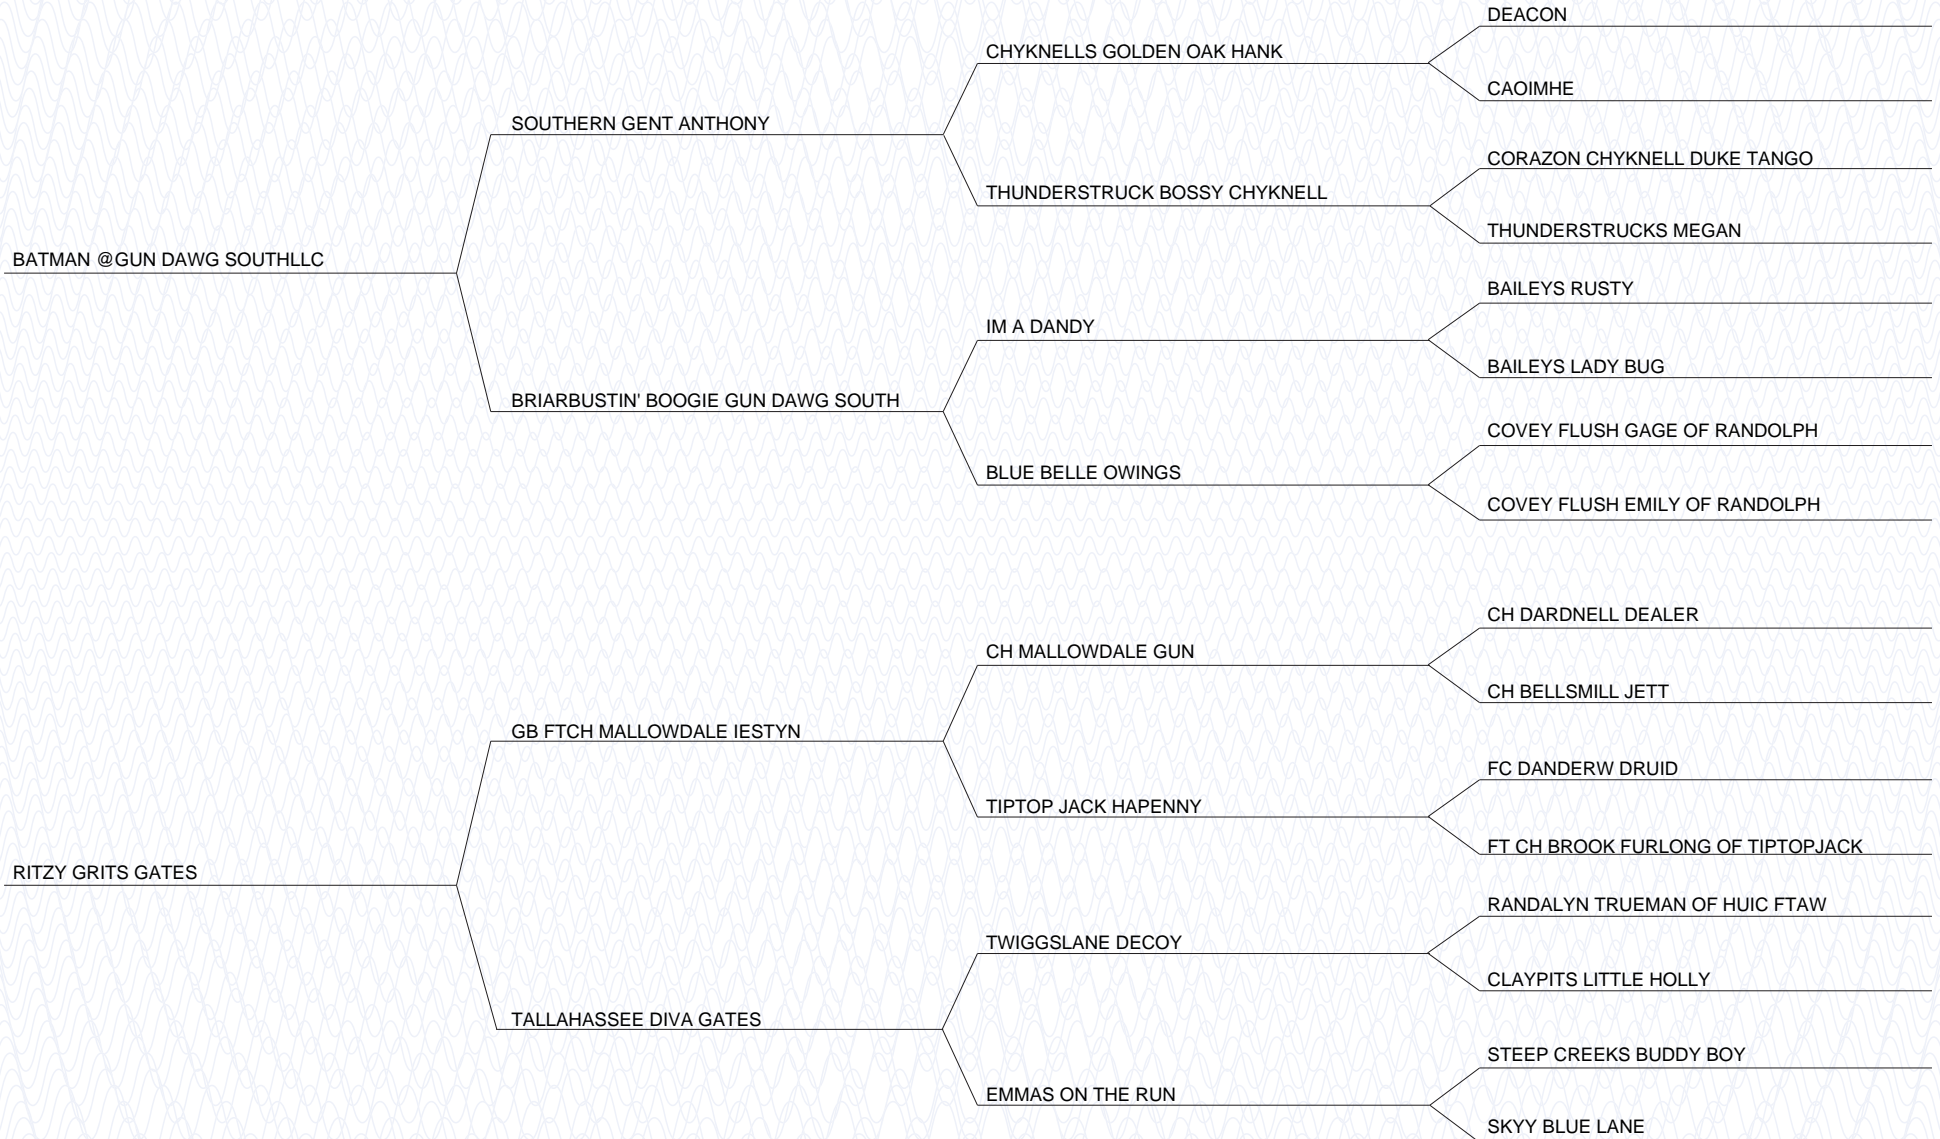 DEACON
CHYKNELLS GOLDEN OAK HANK
CAOIMHE
SOUTHERN GENT ANTHONY
CORAZON CHYKNELL DUKE TANGO
THUNDERSTRUCK BOSSY CHYKNELL
THUNDERSTRUCKS MEGAN
BATMAN @GUN DAWG SOUTHLLC
BAILEYS RUSTY
IM A DANDY
BAILEYS LADY BUG
BRIARBUSTIN' BOOGIE GUN DAWG SOUTH
COVEY FLUSH GAGE OF RANDOLPH
BLUE BELLE OWINGS
COVEY FLUSH EMILY OF RANDOLPH
CH DARDNELL DEALER
CH MALLOWDALE GUN
CH BELLSMILL JETT
GB FTCH MALLOWDALE IESTYN
FC DANDERW DRUID
TIPTOP JACK HAPENNY
FT CH BROOK FURLONG OF TIPTOPJACK
RITZY GRITS GATES
RANDALYN TRUEMAN OF HUIC FTAW
TWIGGSLANE DECOY
CLAYPITS LITTLE HOLLY
TALLAHASSEE DIVA GATES
STEEP CREEKS BUDDY BOY
EMMAS ON THE RUN
SKYY BLUE LANE